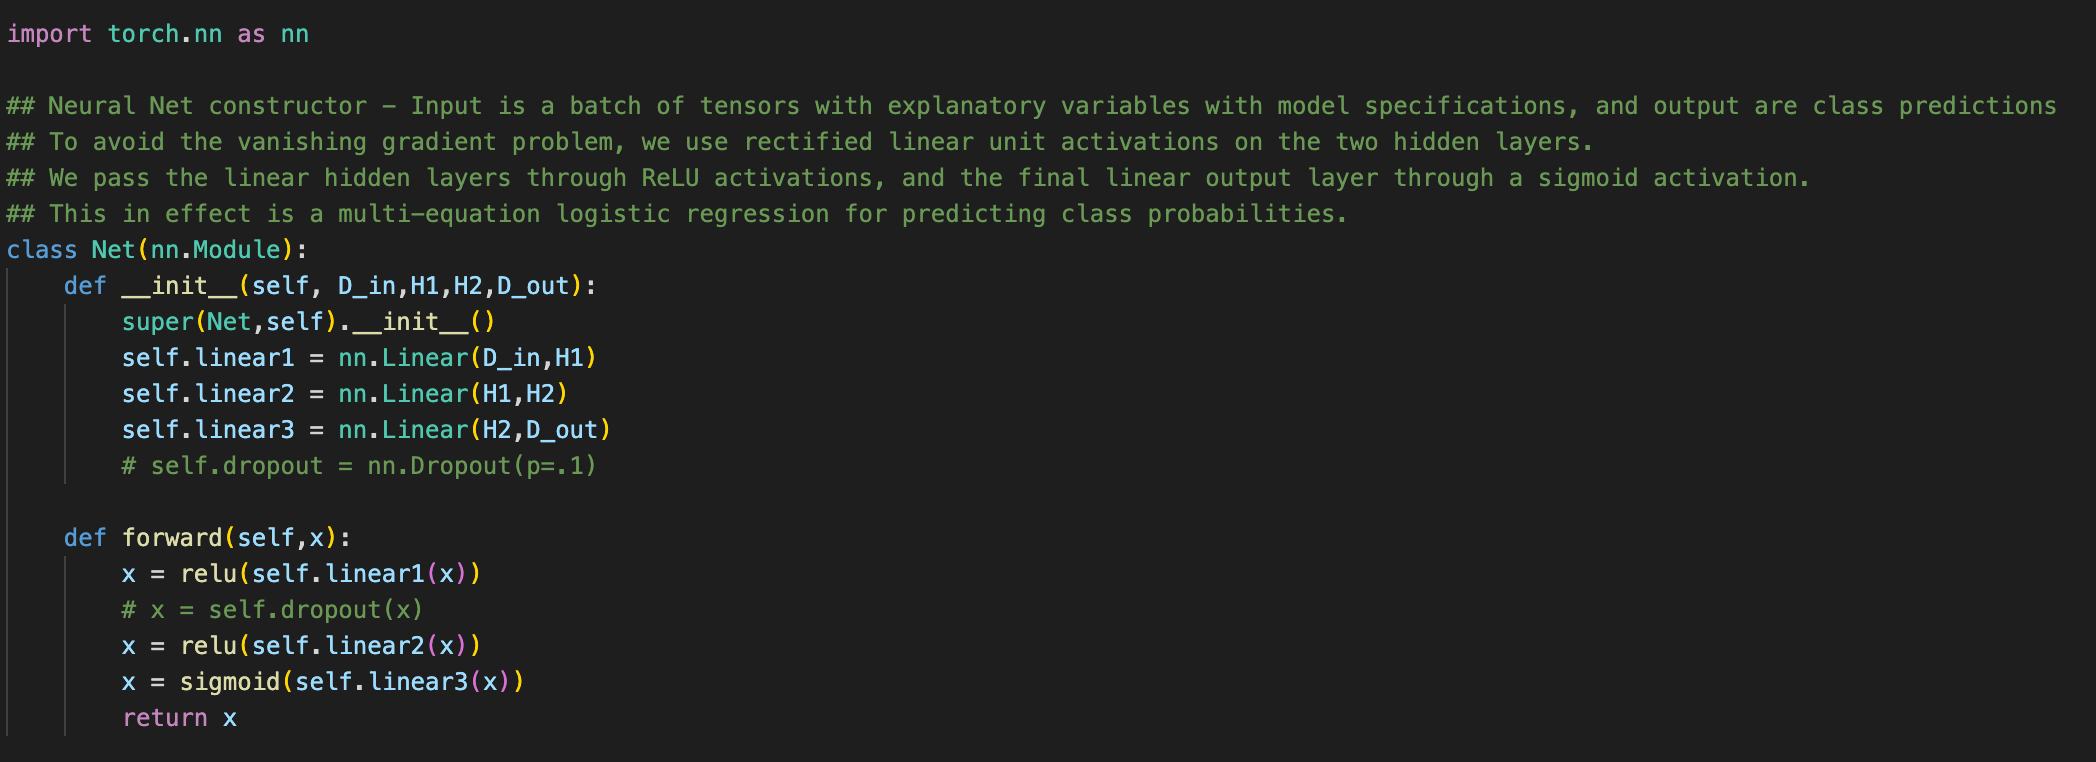 import torch.nn as nn
## Neural Net constructor – Input is a batch of tensors with explanatory variables with model specifications, and output are class predictions
## To avoid the vanishing gradient problem, we use rectified linear unit activations on the two hidden layers.
## We pass the linear hidden layers through ReLU activations, and the final linear output layer through a sigmoid activation.
## This in effect is a multi-equation logistic regression for predicting class probabilities.
class Net(nn.Module):
    def __init__(self, D_in,H1,H2,D_out):
        super(Net,self).__init__()
        self.linear1 = nn.Linear(D_in,H1)
        self.linear2 = nn.Linear(H1,H2)
        self.linear3 = nn.Linear(H2,D_out)
        # self.dropout = nn.Dropout(p=.1)
    def forward(self,x):
        x = relu(self.linear1(x))
        # x = self.dropout(x)
        x = relu(self.linear2(x))
        x = sigmoid(self.linear3(x))
        return x